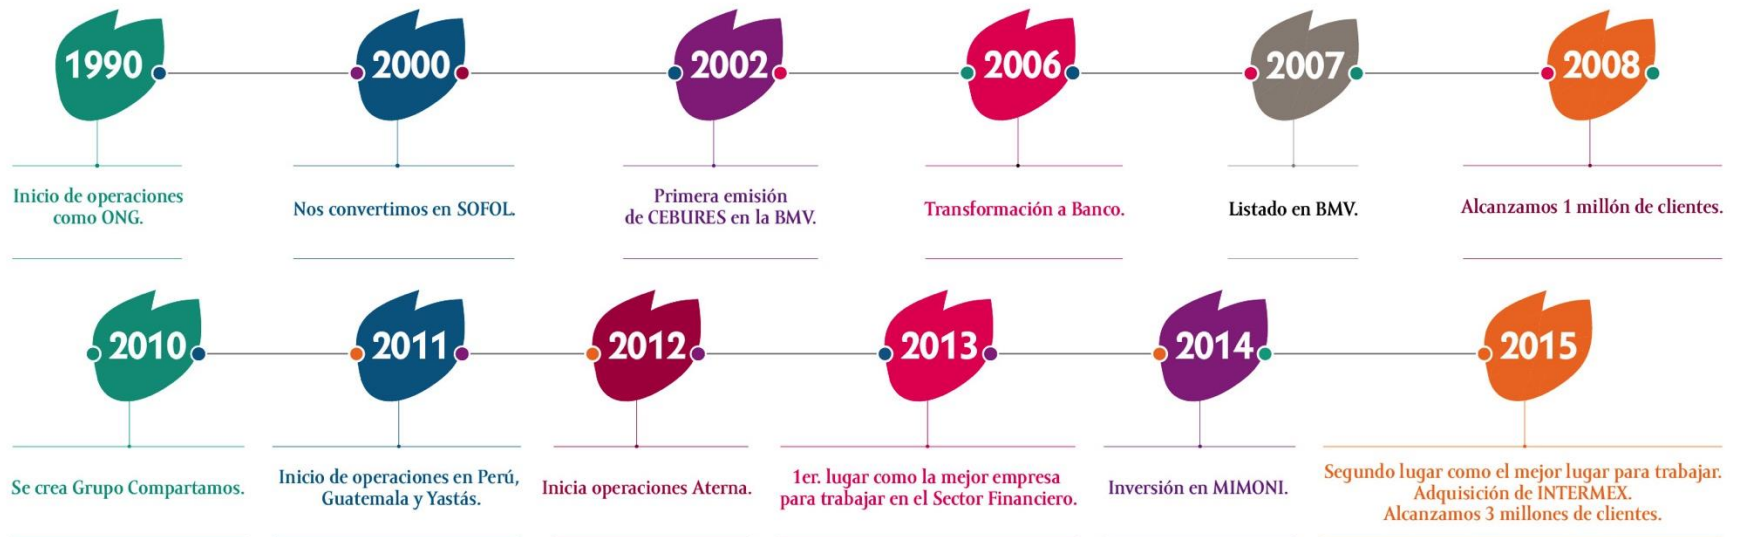 1990
2000
2002
2006
2007
2008
Inicio de operaciones
como ONG.
Nos convertimos en SOFOL.
Primera emisión
de CEBURES en la BMV.
Transformación a Banco.
Listado en BMV.
Alcanzamos 1 millón de clientes.
2010
2011
2012
2013
2014
2015
Se crea Grupo Compartamos.
Inicio de operaciones en Perú,
Guatemala y Yastás.
Inicia operaciones Aterna.
1er. lugar como la mejor empresa
para trabajar en el Sector Financiero.
Inversión en MIMONI.
Segundo lugar como el mejor lugar para trabajar.
Adquisición de INTERMEX.
Alcanzamos 3 millones de clientes.